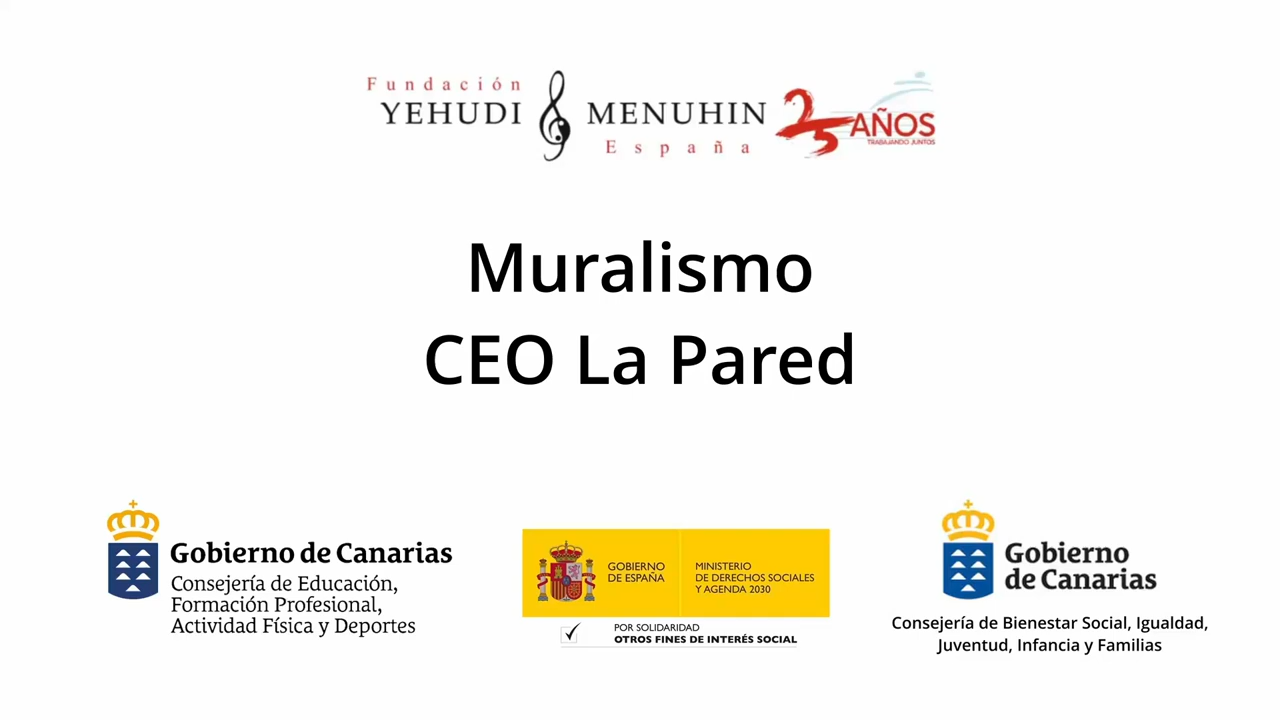 Fundación
YEHUDI MENUHIN
España
25 AÑOS
TRABAJANDO JUNTOS
Muralismo
CEO La Pared
Gobierno de Canarias
Consejería de Educación,
Formación Profesional,
Actividad Física y Deportes
GOBIERNO
DE ESPAÑA
MINISTERIO
DE DERECHOS SOCIALES
Y AGENDA 2030
POR SOLIDARIDAD
OTROS FINES DE INTERÉS SOCIAL
Gobierno
de Canarias
Consejería de Bienestar Social, Igualdad,
Juventud, Infancia y Familias